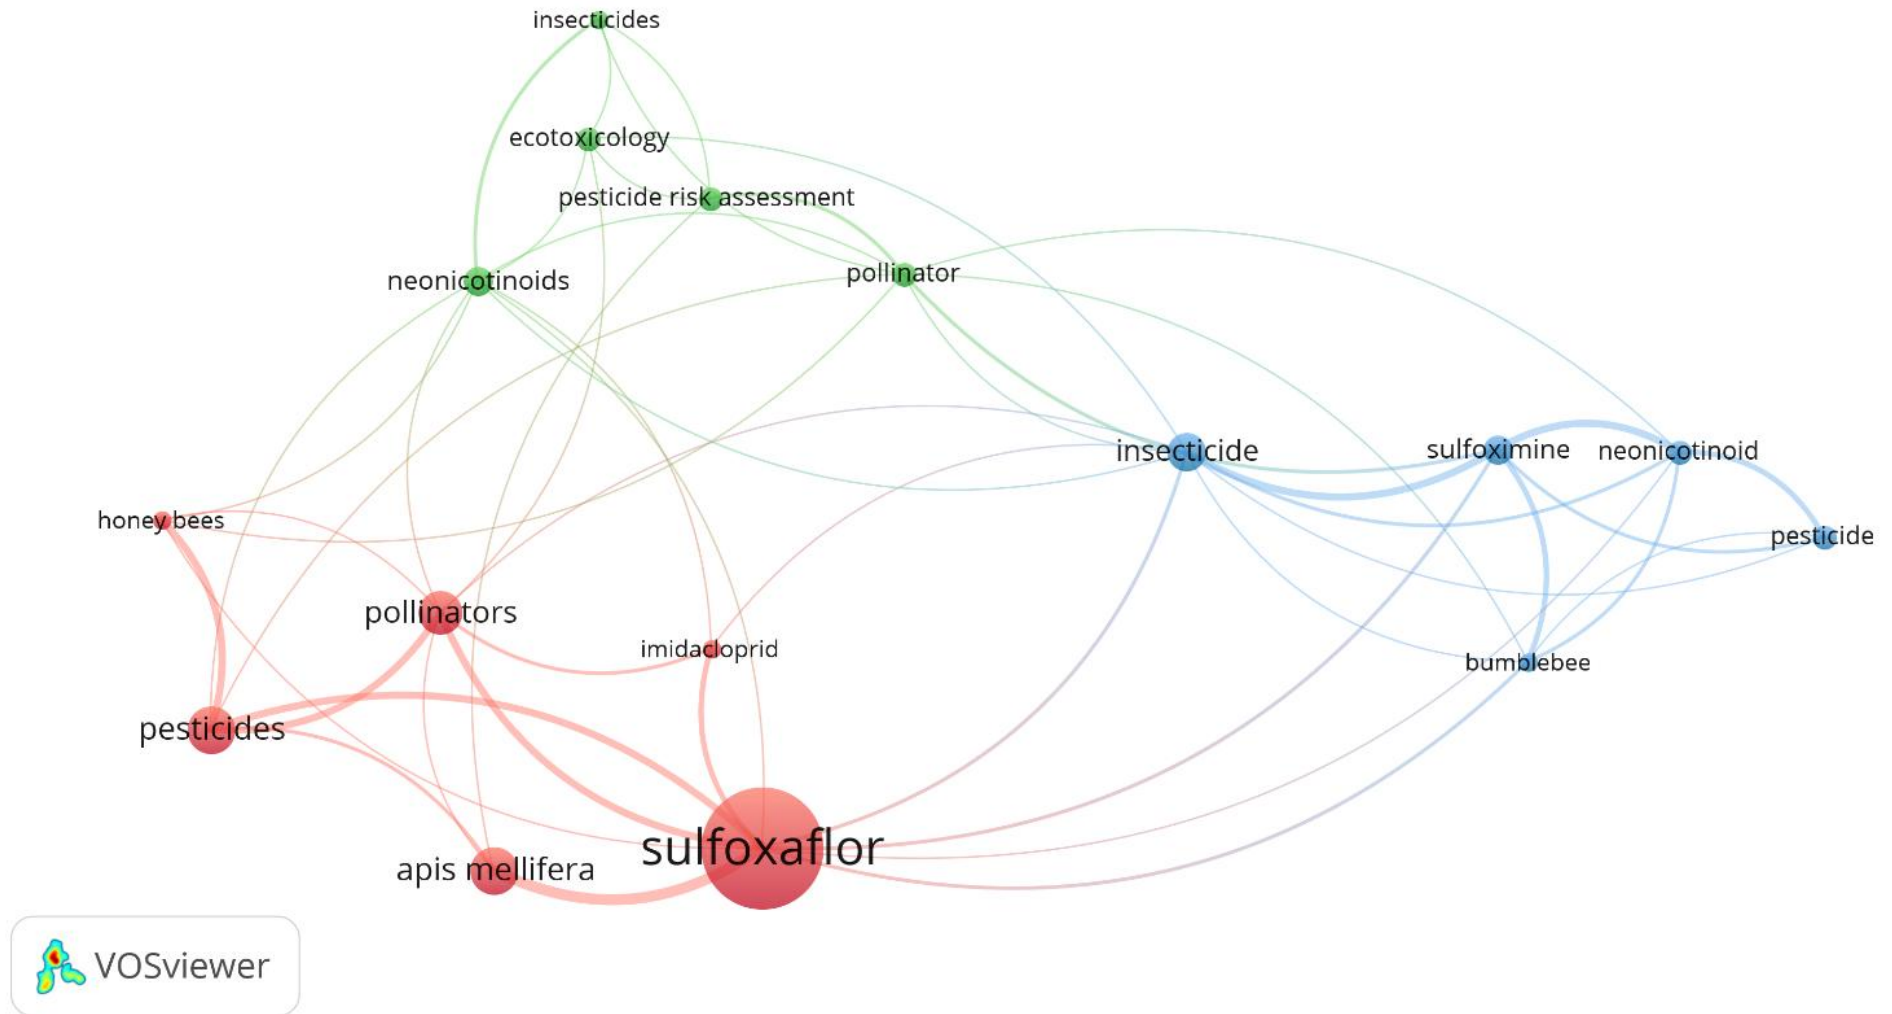 insecticides
ecotoxicology
pesticide risk assessment
neonicotinoids
pollinator
insecticide
sulfoximine
neonicotinoid
honey bees
pesticide
pollinators
imidacloprid
bumblebee
pesticides
sulfoxaflor
apis mellifera
VOSviewer